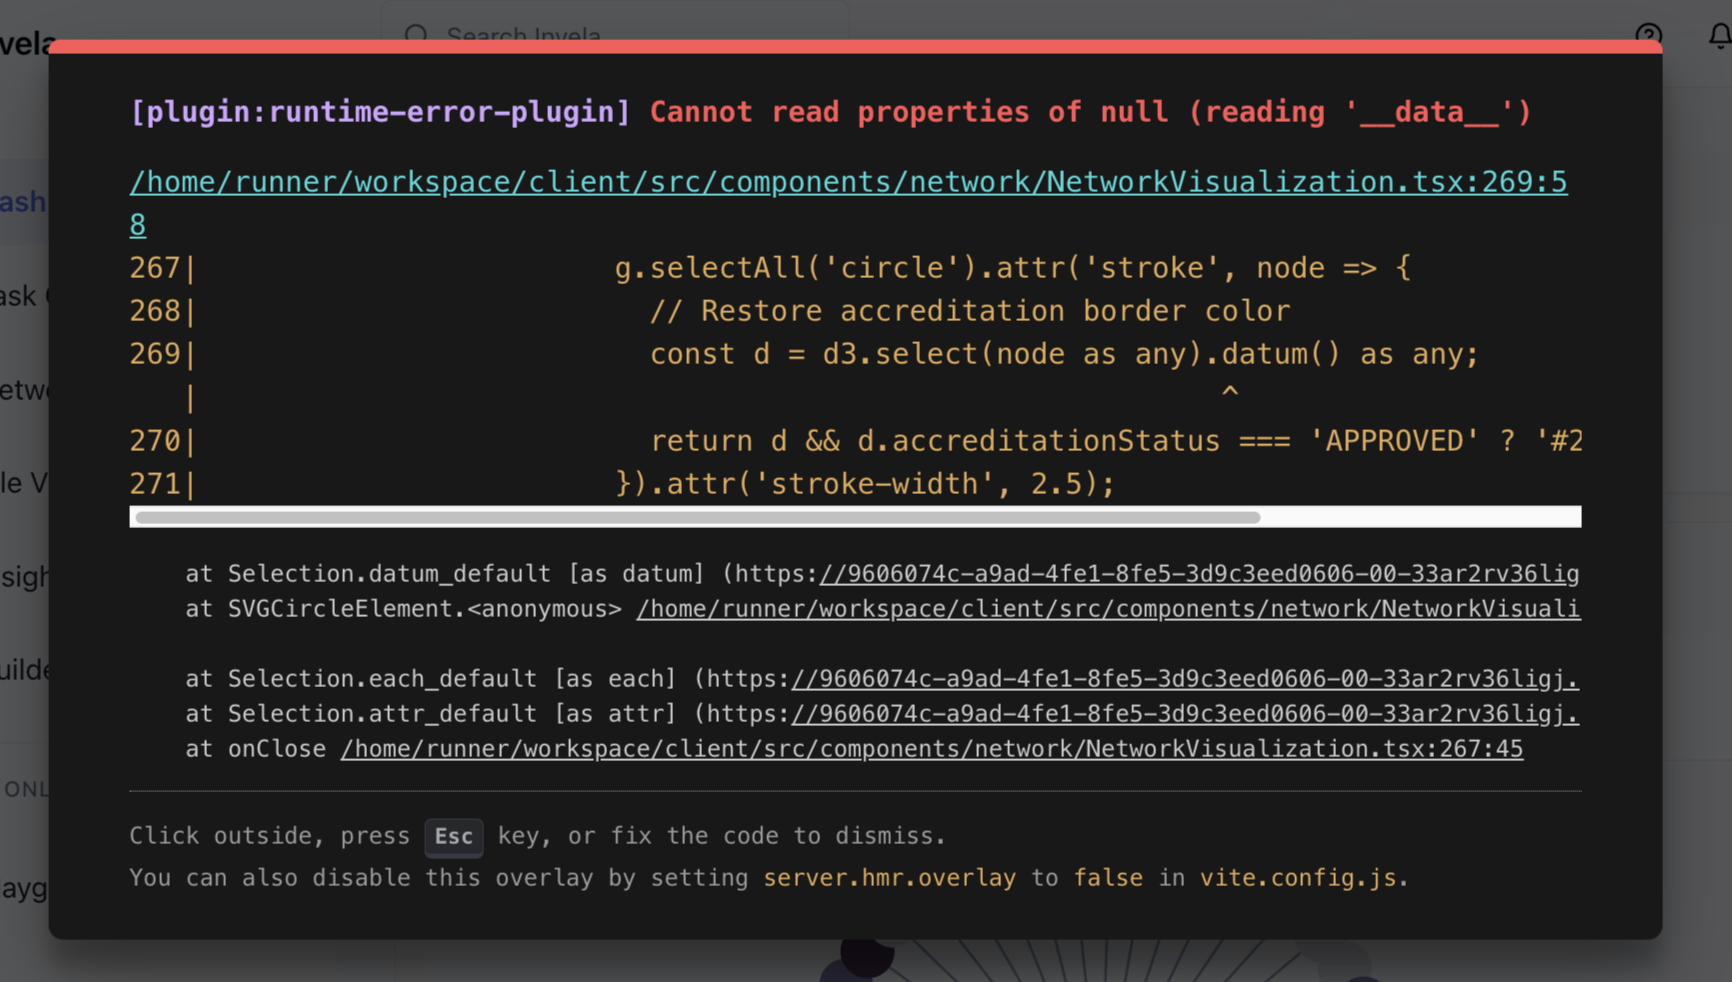 vela
Search Invela
[plugin:runtime-error-plugin] Cannot read properties of null (reading '__data__')
/home/runner/workspace/client/src/components/network/NetworkVisualization.tsx:269:5
8
267| g.selectAll('circle').attr('stroke', node => {
268| // Restore accreditation border color
269| const d = d3.select(node as any).datum() as any;
| ^
270| return d && d.accreditationStatus === 'APPROVED' ? '#2
271| }).attr('stroke-width', 2.5);
at Selection.datum_default [as datum] (https://9606074c-a9ad-4fe1-8fe5-3d9c3eed0606-00-33ar2rv36lig
at SVGCircleElement.<anonymous> /home/runner/workspace/client/src/components/network/NetworkVisuali
at Selection.each_default [as each] (https://9606074c-a9ad-4fe1-8fe5-3d9c3eed0606-00-33ar2rv36ligj.
at Selection.attr_default [as attr] (https://9606074c-a9ad-4fe1-8fe5-3d9c3eed0606-00-33ar2rv36ligj.
at onClose /home/runner/workspace/client/src/components/network/NetworkVisualization.tsx:267:45
Click outside, press Esc key, or fix the code to dismiss.
You can also disable this overlay by setting server.hmr.overlay to false in vite.config.js.
ash
ask
etwo
le V
sigh
uilde
ONL
layg